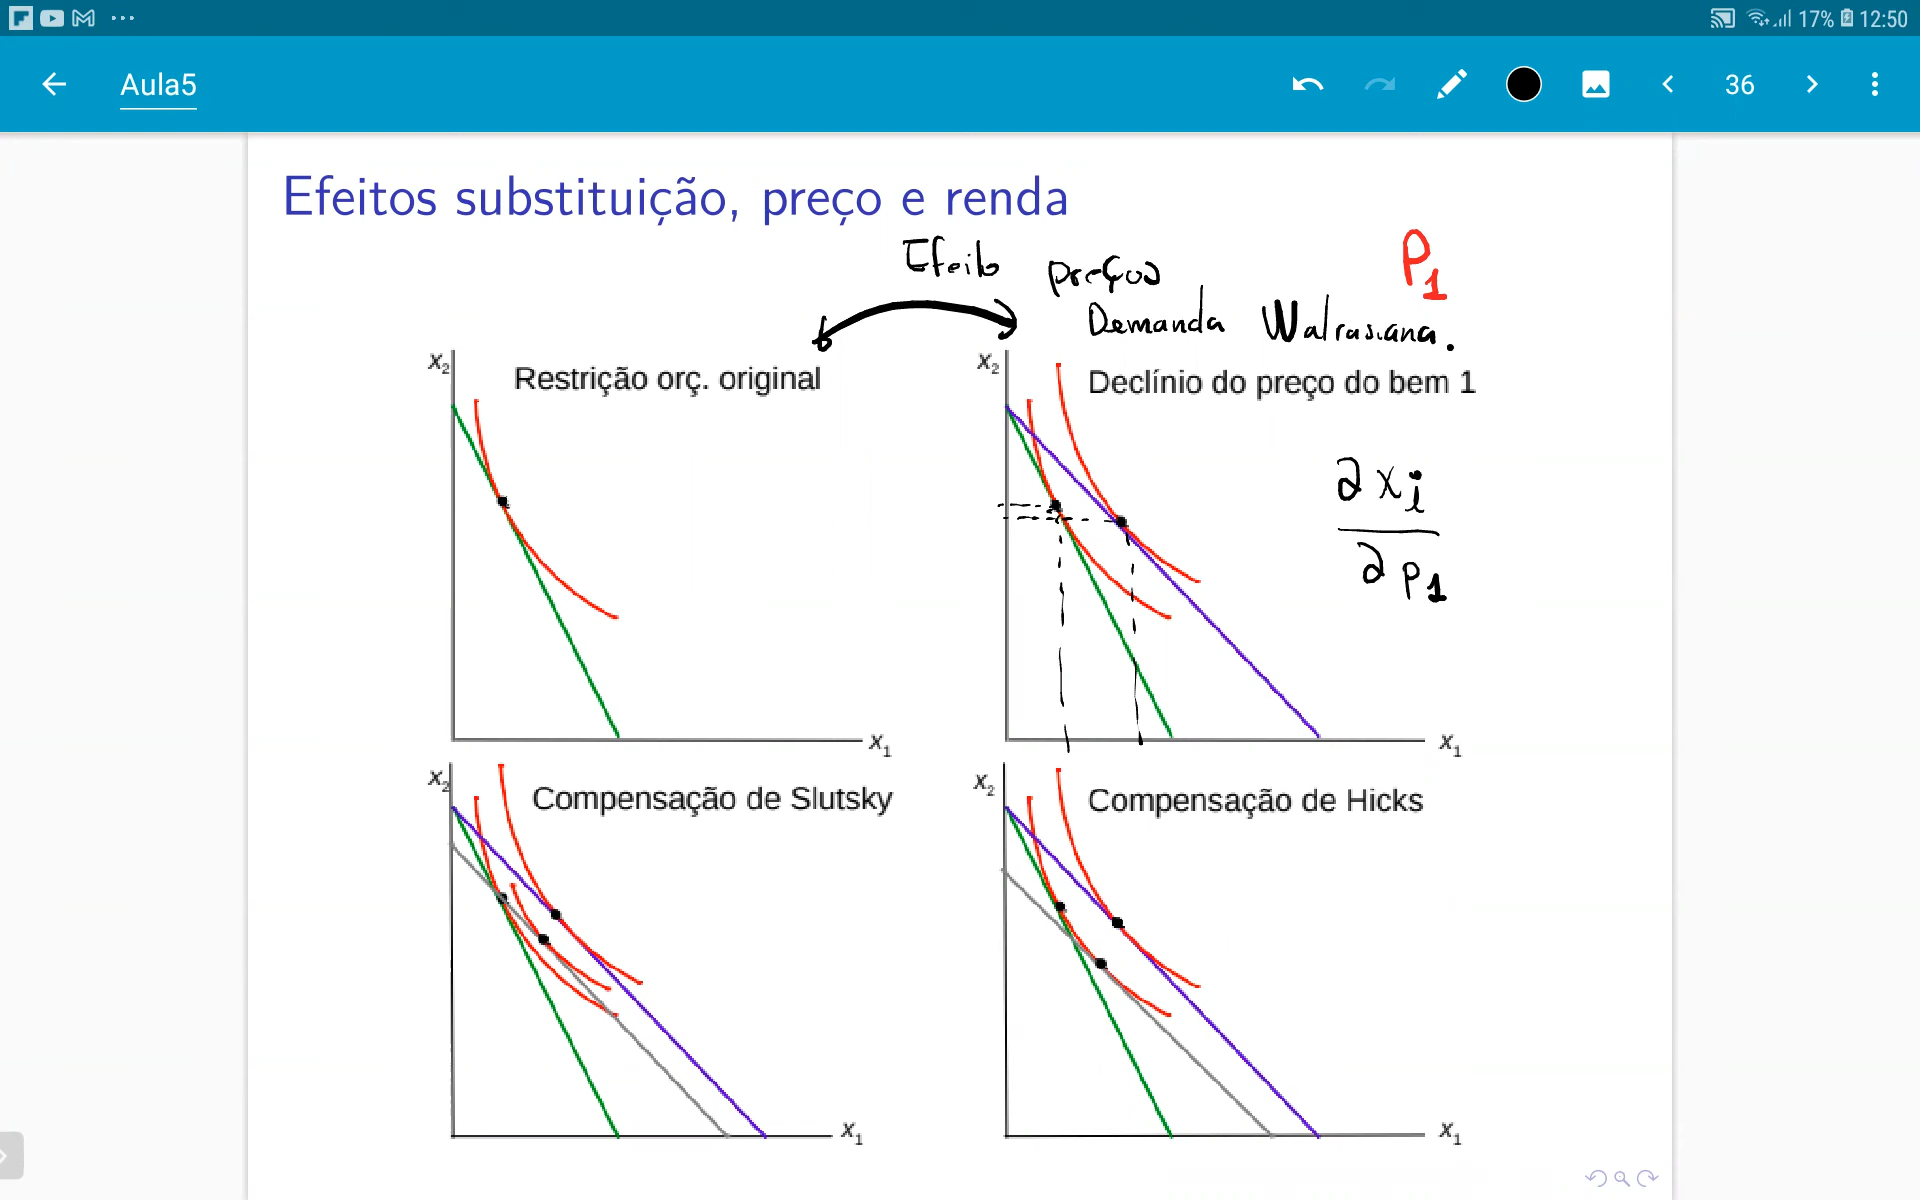 17% 12:50
Aula5
36
Efeitos substituição, preço e renda
Efeito preços
P1
Demanda Walrasiana.
x2 Restrição orç. original
x2 Declínio do preço do bem 1
∂xi
∂p1
x1
x1
x2 Compensação de Slutsky
x2 Compensação de Hicks
x1
x1